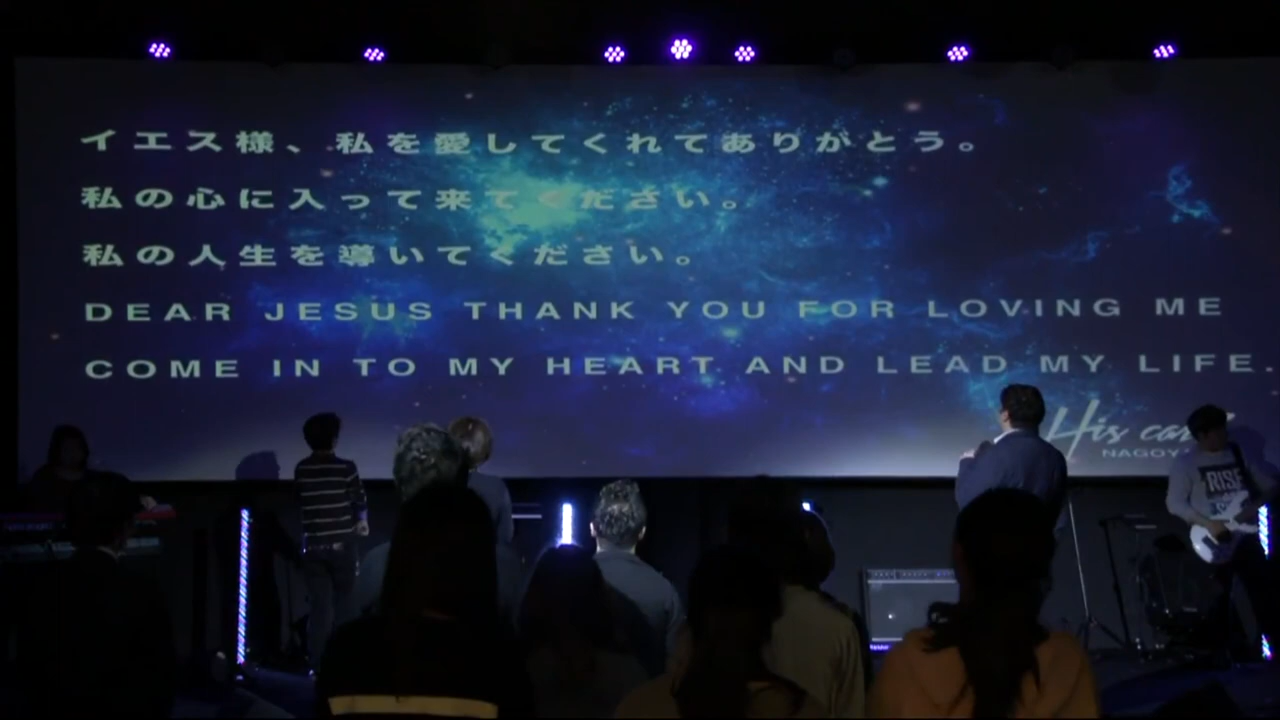 イエス様、私を愛してくれてありがとう。
私の心に入って来てください。
私の人生を導いてください。
DEAR JESUS THANK YOU FOR LOVING ME
COME IN TO MY HEART AND LEAD MY LIFE.
His
NAGOYA
RISE